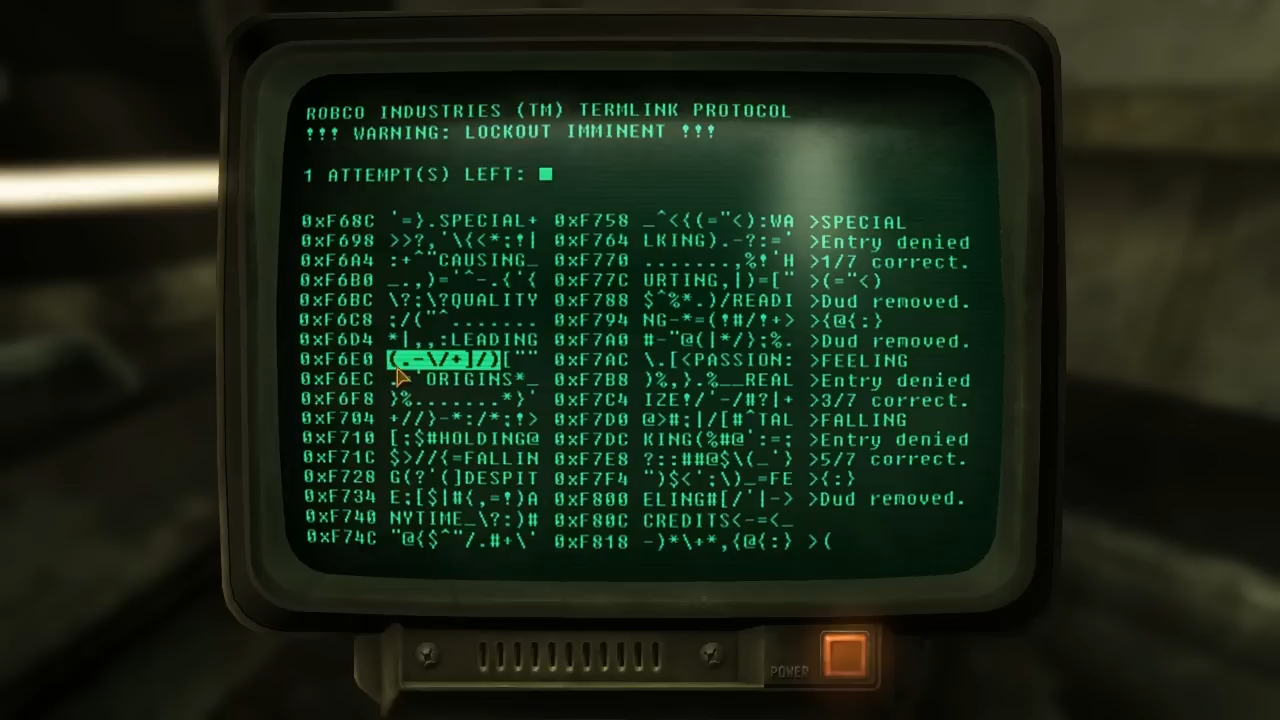 ROBCO INDUSTRIES (TM) TERMLINK PROTOCOL
!!! WARNING: LOCKOUT IMMINENT !!!
1 ATTEMPT(S) LEFT:
0xF68C '=}.SPECIAL+ 0xF758 _^<{(="<):WA >SPECIAL
0xF698 >>?,'\{<*;!| 0xF764 LKING).-?:=' >Entry denied
0xF6A4 :+^"CAUSING_ 0xF770 .......,%!'H >1/7 correct.
0xF6B0 _.,)='^-.{'{ 0xF77C URTING,|)=[" >(="<)
0xF6BC \?;\?QUALITY 0xF788 $^%*.)/READI >Dud removed.
0xF6C8 ;/("^....... 0xF794 NG-*=(!#/!+> >{@{:}
0xF6D4 *|,,:LEADING 0xF7A0 #-"@(|*/};%. >Dud removed.
0xF6E0 (.-\/+]/)["" 0xF7AC \.[<PASSION: >FEELING
0xF6EC ORIGINS*_ 0xF7B8 )%,}.%__REAL >Entry denied
0xF6F8 }%.......*}' 0xF7C4 IZE!/'-/#?|+ >3/7 correct.
0xF704 +//}-*:/*;!> 0xF7D0 @>#;|/[#^TAL >FALLING
0xF710 [;$#HOLDING@ 0xF7DC KING(%#@':=; >Entry denied
0xF71C $>//{=FALLIN 0xF7E8 ?::##@$\(_'} >5/7 correct.
0xF728 G(?'(]DESPIT 0xF7F4 ")$<';\)_=FE >{:}
0xF734 E;[$|#{,=!)A 0xF800 ELING#[/'|-> >Dud removed.
0xF740 NYTIME_\?:)# 0xF80C CREDITS<-=<_
0xF74C "@{$^"/.#+\' 0xF818 -)*\+*,{@{:} >(
POWER